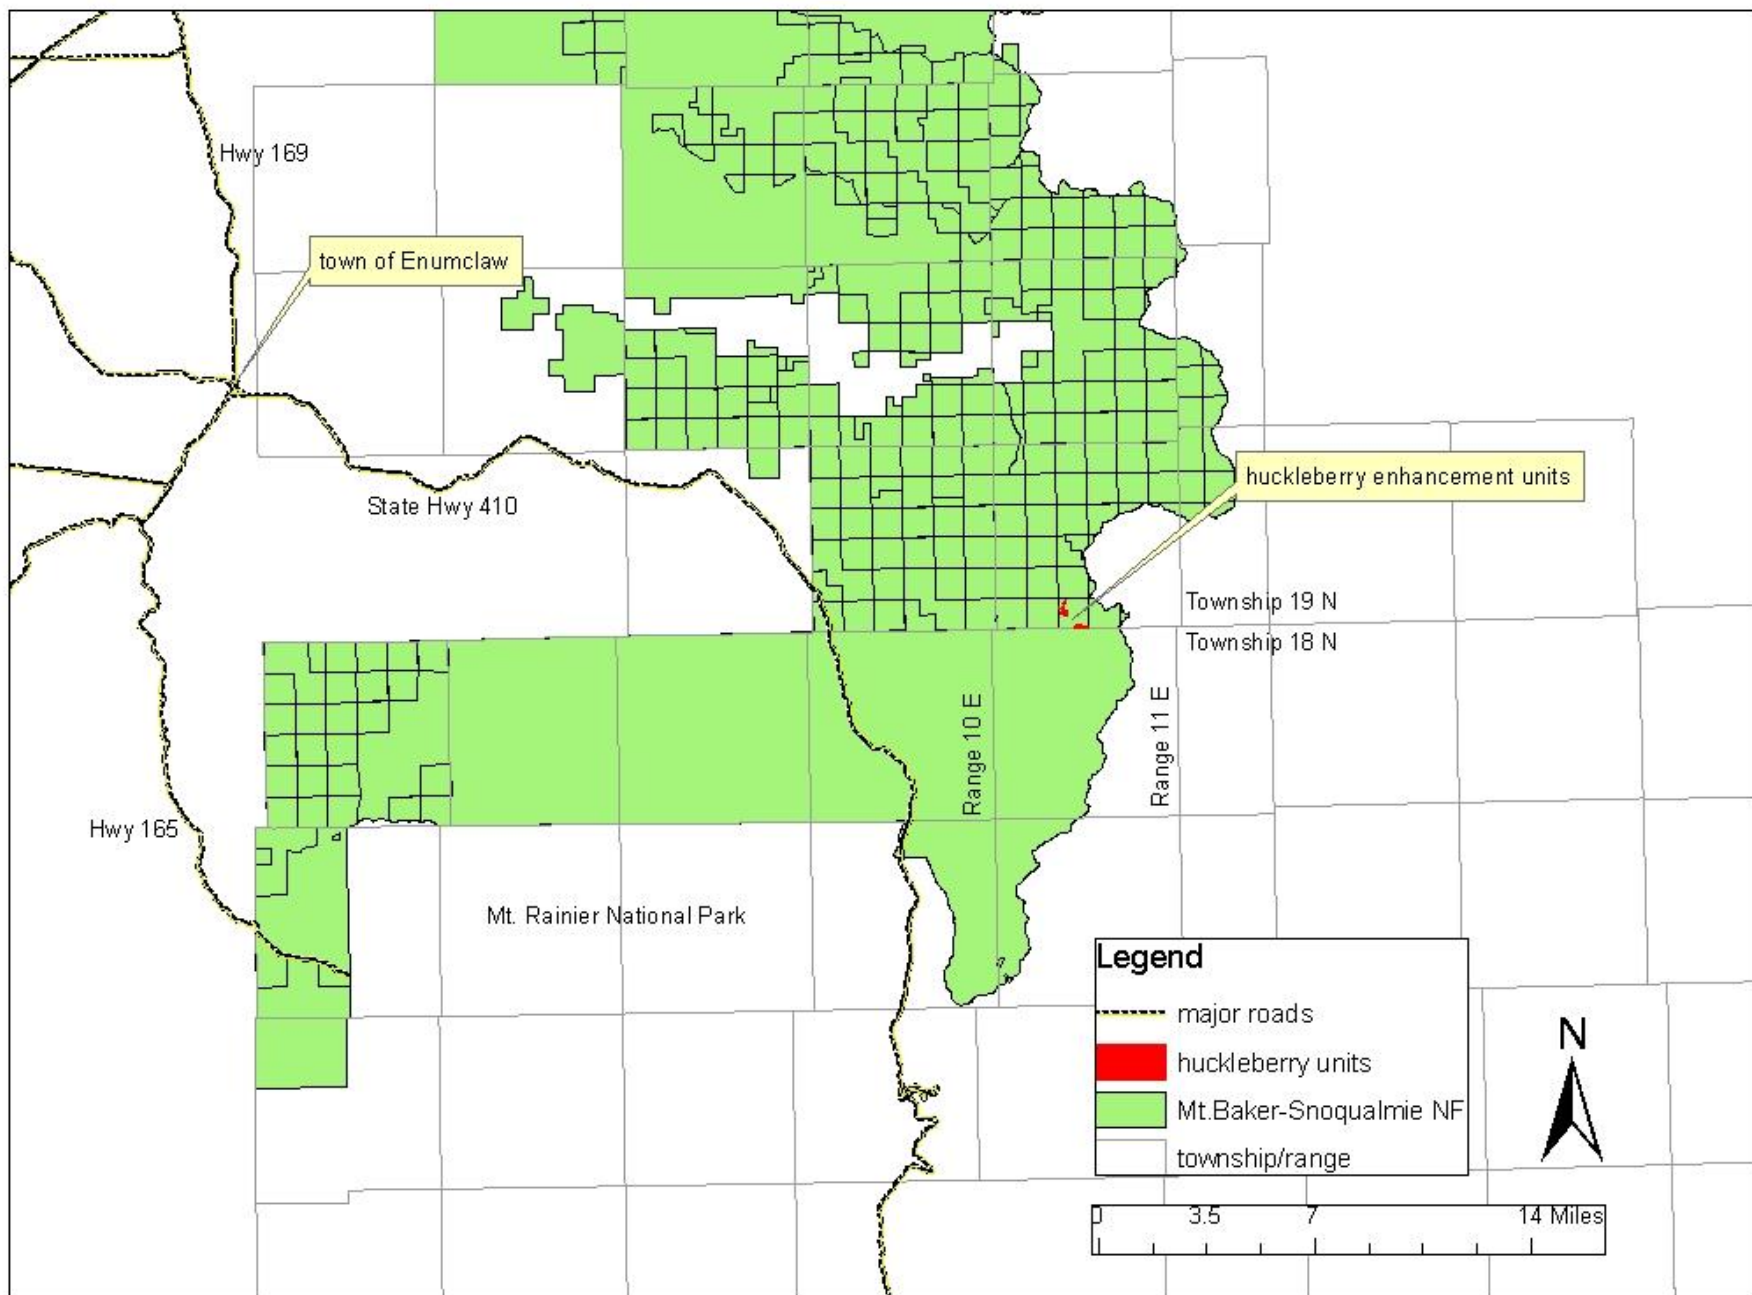 Hwy 169
town of Enumclaw
huckleberry enhancement units
State Hwy 410
Township 19 N
Township 18 N
Range 10 E
Range 11 E
Hwy 165
Mt. Rainier National Park
Legend
major roads
huckleberry units
Mt.Baker-Snoqualmie NF
township/range
N
0 3.5 7 14 Miles